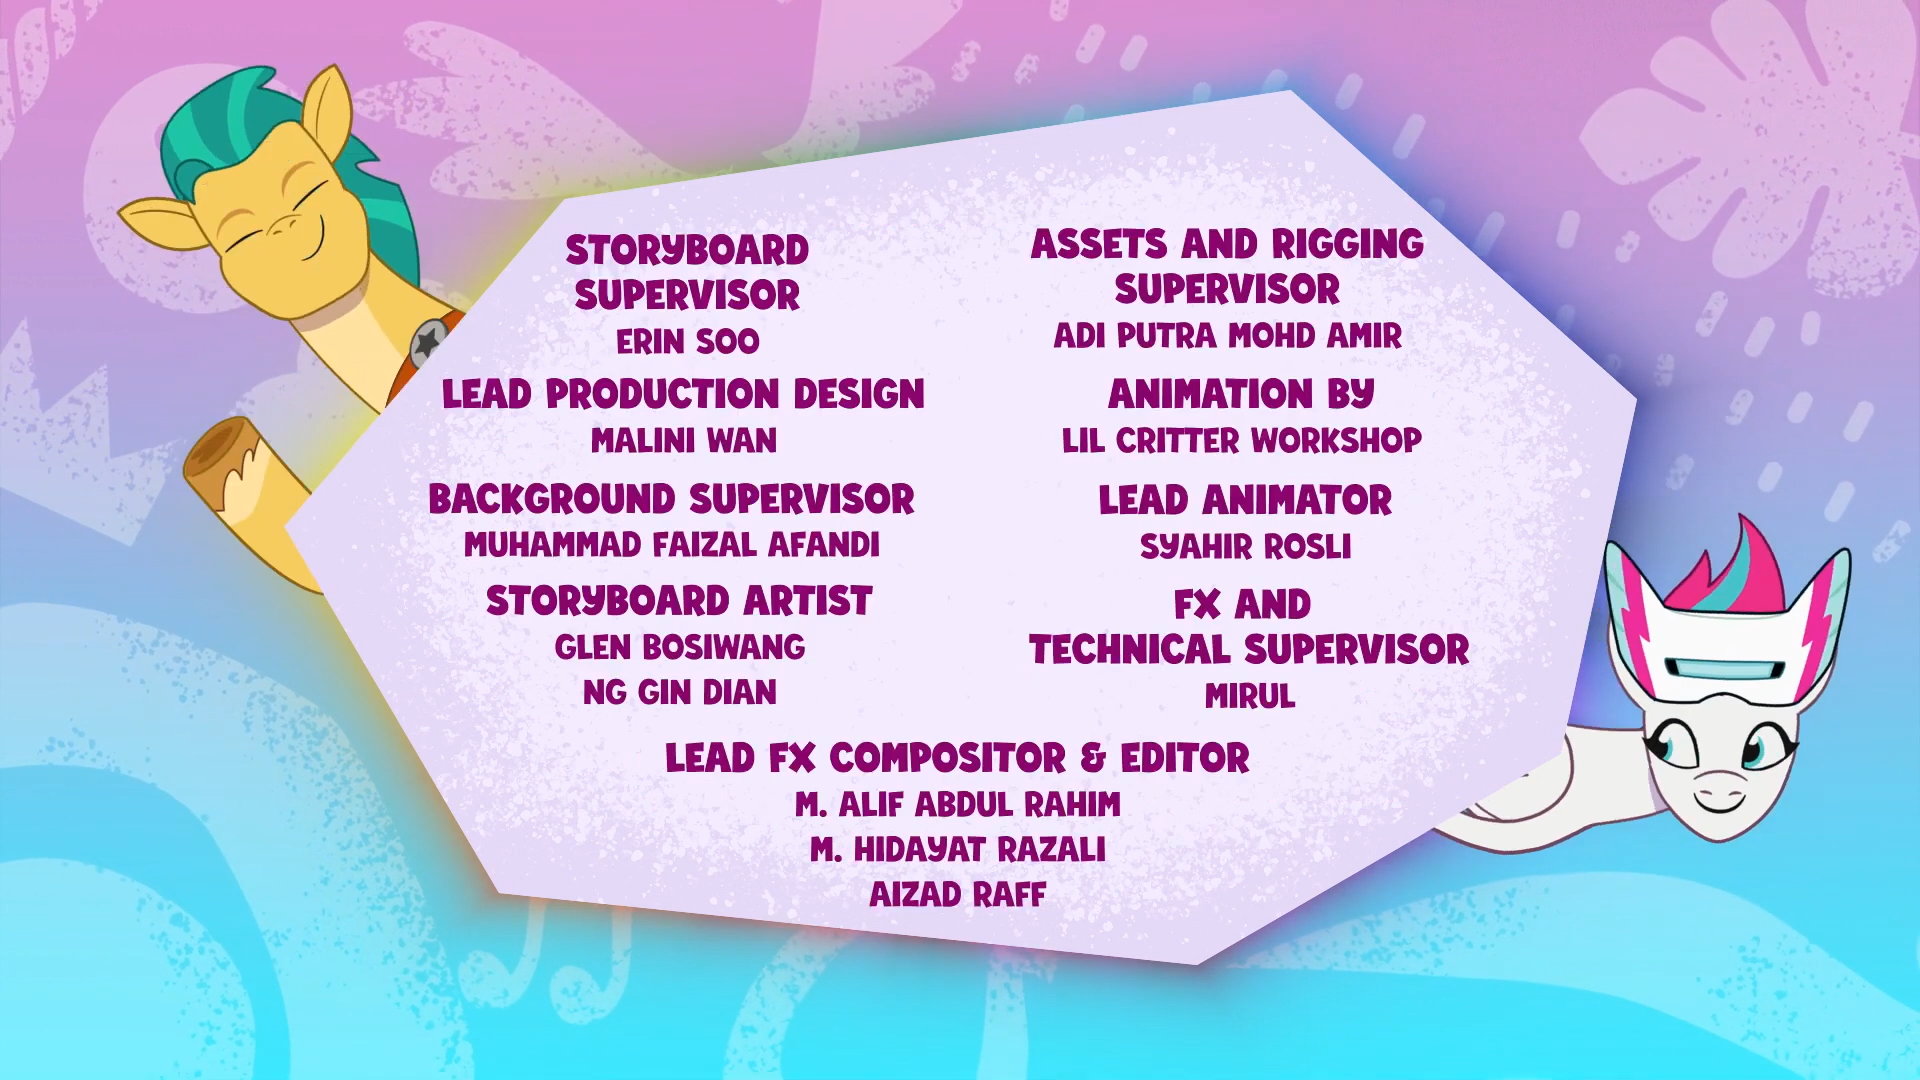 STORYBOARD
SUPERVISOR
ERIN SOO
LEAD PRODUCTION DESIGN
MALINI WAN
BACKGROUND SUPERVISOR
MUHAMMAD FAIZAL AFANDI
STORYBOARD ARTIST
GLEN BOSIWANG
NG GIN DIAN
ASSETS AND RIGGING
SUPERVISOR
ADI PUTRA MOHD AMIR
ANIMATION BY
LIL CRITTER WORKSHOP
LEAD ANIMATOR
SYAHIR ROSLI
FX AND
TECHNICAL SUPERVISOR
MIRUL
LEAD FX COMPOSITOR & EDITOR
M. ALIF ABDUL RAHIM
M. HIDAYAT RAZALI
AIZAD RAFF